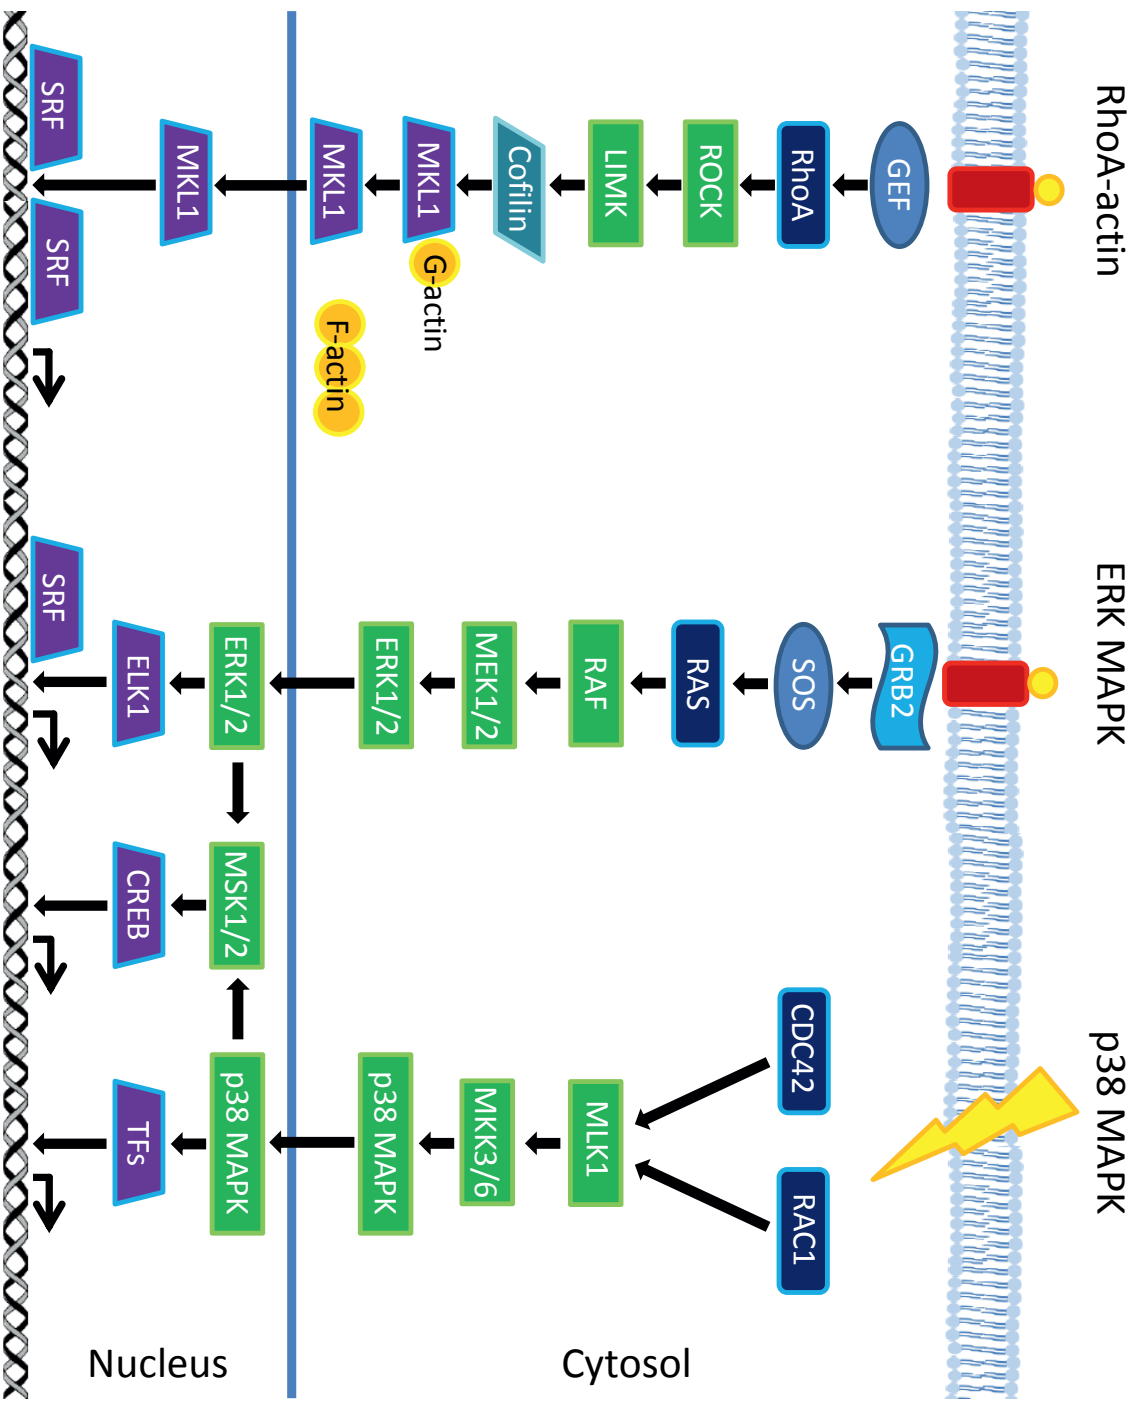 RhoA-actin
GEF
RhoA
ROCK
LIMK
Cofilin
MKL1
G-actin
MKL1
F-actin
MKL1
SRF
SRF
ERK MAPK
GRB2
SOS
RAS
RAF
MEK1/2
ERK1/2
ERK1/2
ELK1
SRF
MSK1/2
CREB
p38 MAPK
CDC42
RAC1
MLK1
MKK3/6
p38 MAPK
p38 MAPK
TFs
Cytosol
Nucleus